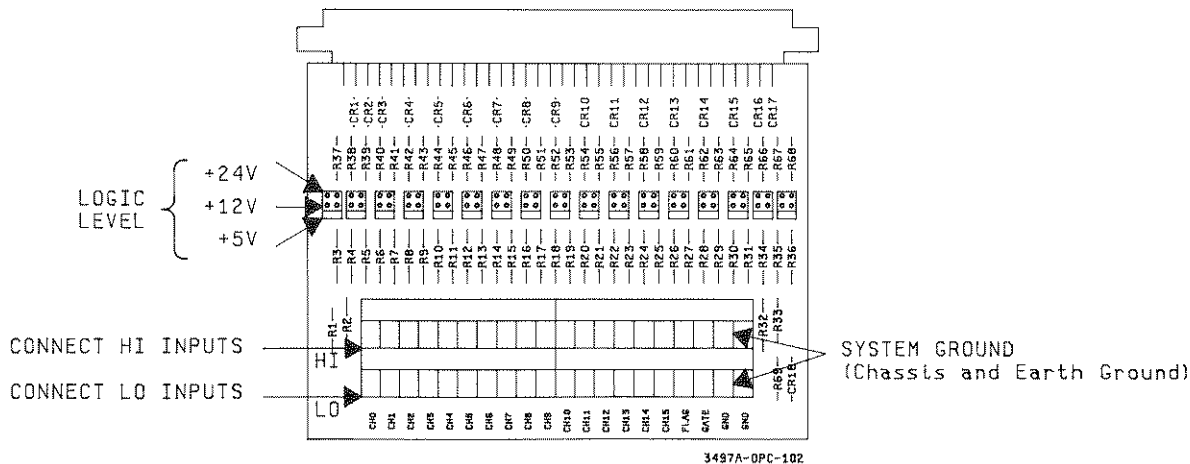 CR1 CR2 CR3 CR4 CR5 CR6 CR7 CR8 CR9 CR10 CR11 CR12 CR13 CR14 CR15 CR16 CR17
R37 R38 R39 R40 R41 R42 R43 R44 R45 R46 R47 R48 R49 R50 R51 R52 R53 R54 R55 R56 R57 R58 R59 R60 R61 R62 R63 R64 R65 R66 R67 R68
LOGIC
LEVEL
+24V
+12V
+5V
R3 R4 R5 R6 R7 R8 R9 R10 R11 R12 R13 R14 R15 R16 R17 R18 R19 R20 R21 R22 R23 R24 R25 R26 R27 R28 R29 R30 R31 R34 R35 R36
R1 R2 R32 R33
CONNECT HI INPUTS
HI
SYSTEM GROUND
(Chassis and Earth Ground)
CONNECT LO INPUTS
LO
R69 CR18
CH0 CH1 CH2 CH3 CH4 CH5 CH6 CH7 CH8 CH9 CH10 CH11 CH12 CH13 CH14 CH15 FLAG GATE GND GND
3497A-OPC-102